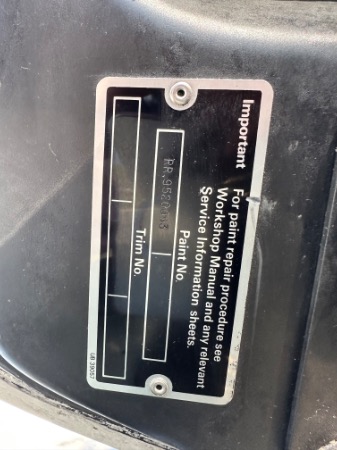 Important
For paint repair procedure see
Workshop Manual and any relevant
Service Information sheets.
Paint No.
Trim No.